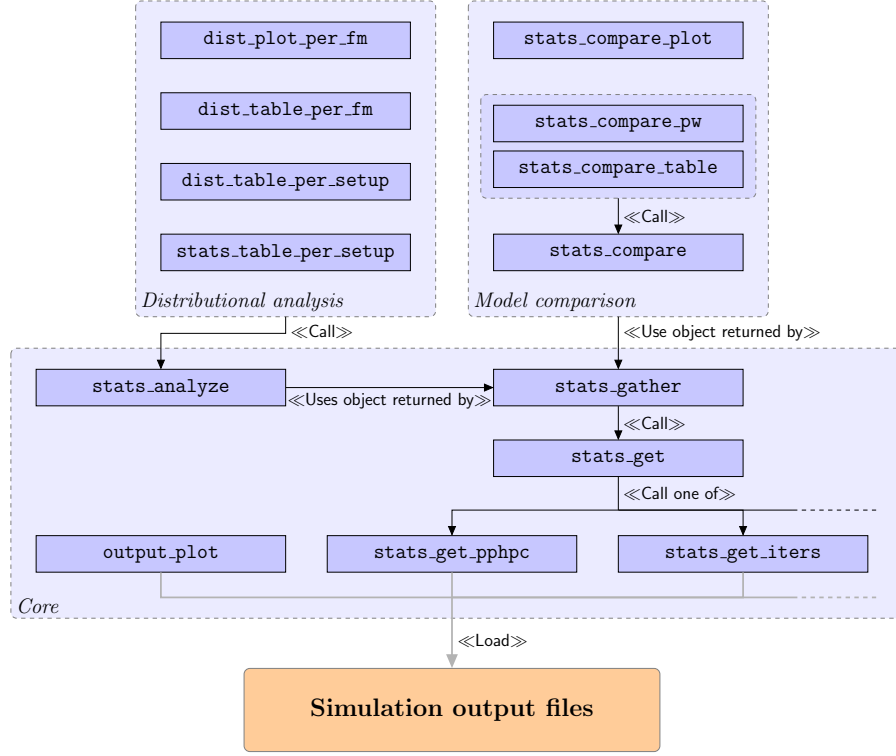 dist_plot_per_fm
dist_table_per_fm
dist_table_per_setup
stats_table_per_setup
Distributional analysis
stats_compare_plot
stats_compare_pw
stats_compare_table
≪Call≫
stats_compare
Model comparison
≪Call≫
≪Use object returned by≫
stats_analyze
≪Uses object returned by≫
stats_gather
≪Call≫
stats_get
≪Call one of≫
output_plot
stats_get_pphpc
stats_get_iters
Core
≪Load≫
Simulation output files